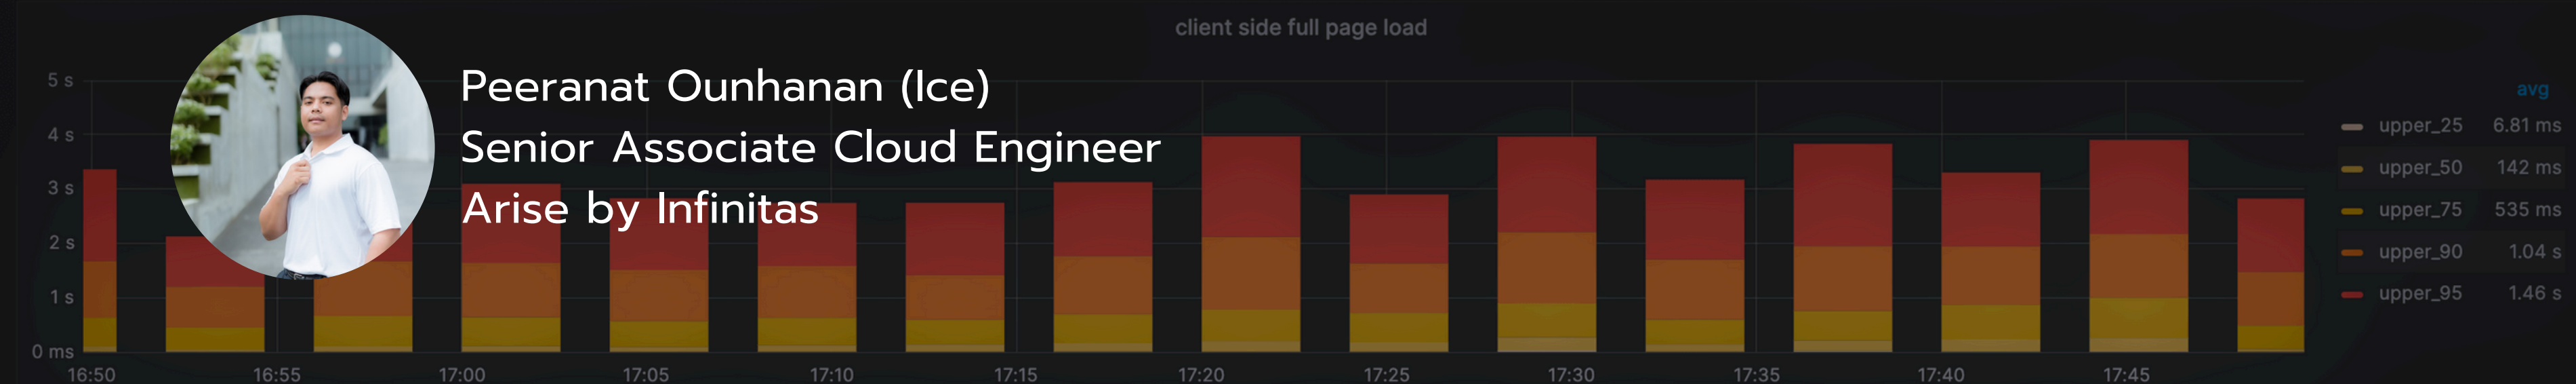 client side full page load
Peeranat Ounhanan (Ice)
Senior Associate Cloud Engineer
Arise by Infinitas
5 s
4 s
3 s
2 s
1 s
0 ms
16:50 16:55 17:00 17:05 17:10 17:15 17:20 17:25 17:30 17:35 17:40 17:45
avg
upper_25 6.81 ms
upper_50 142 ms
upper_75 535 ms
upper_90 1.04 s
upper_95 1.46 s